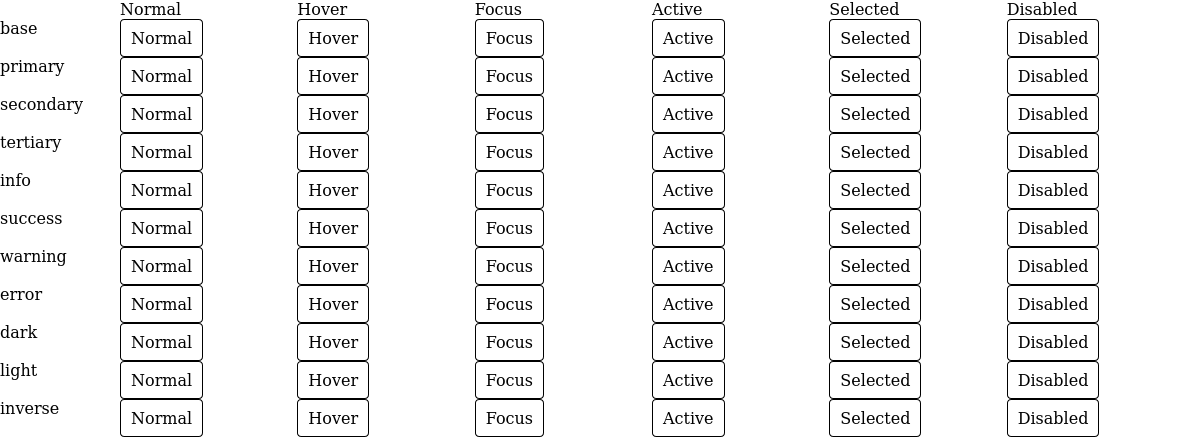 Normal Hover Focus Active Selected Disabled
base Normal Hover Focus Active Selected Disabled
primary Normal Hover Focus Active Selected Disabled
secondary Normal Hover Focus Active Selected Disabled
tertiary Normal Hover Focus Active Selected Disabled
info Normal Hover Focus Active Selected Disabled
success Normal Hover Focus Active Selected Disabled
warning Normal Hover Focus Active Selected Disabled
error Normal Hover Focus Active Selected Disabled
dark Normal Hover Focus Active Selected Disabled
light Normal Hover Focus Active Selected Disabled
inverse Normal Hover Focus Active Selected Disabled